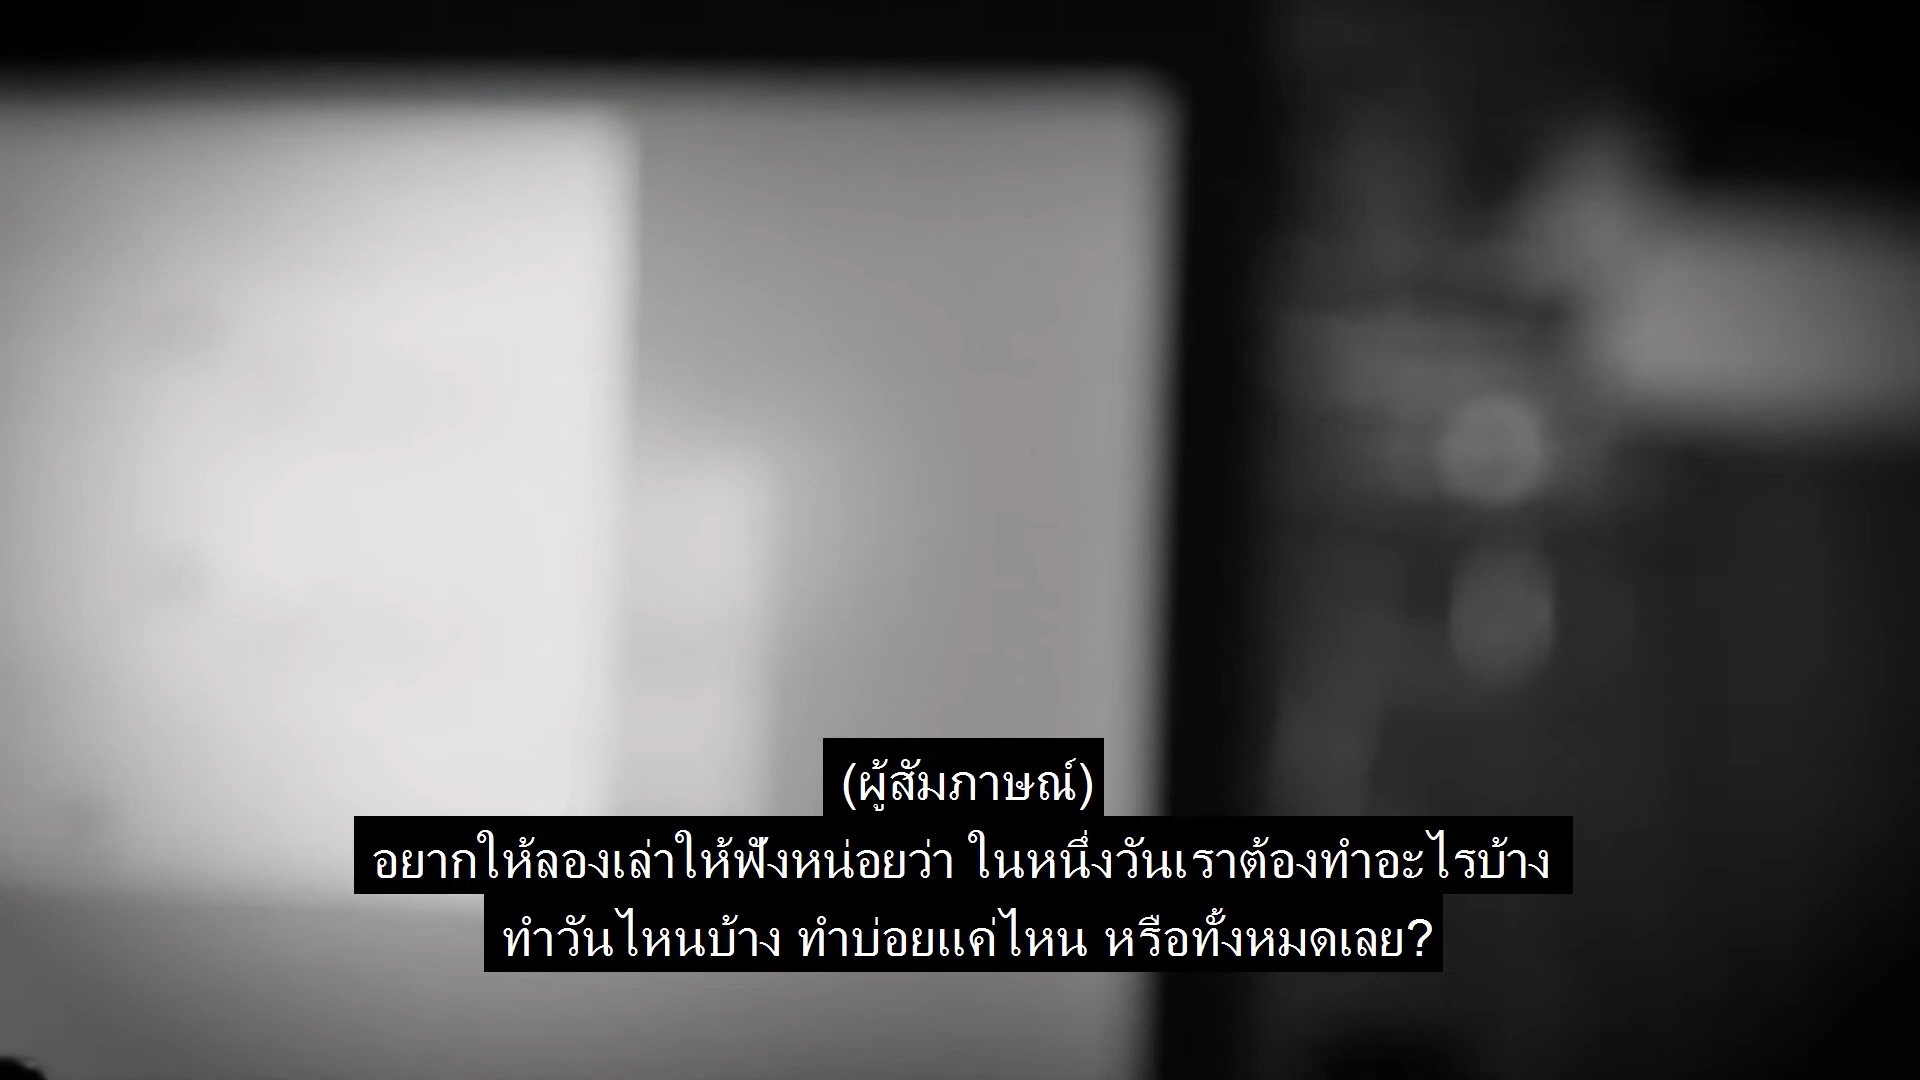 (ผู้สัมภาษณ์)
อยากให้ลองเล่าให้ฟังหน่อยว่า ในหนึ่งวันเราต้องทำอะไรบ้าง
ทำวันไหนบ้าง ทำบ่อยแค่ไหน หรือทั้งหมดเลย?